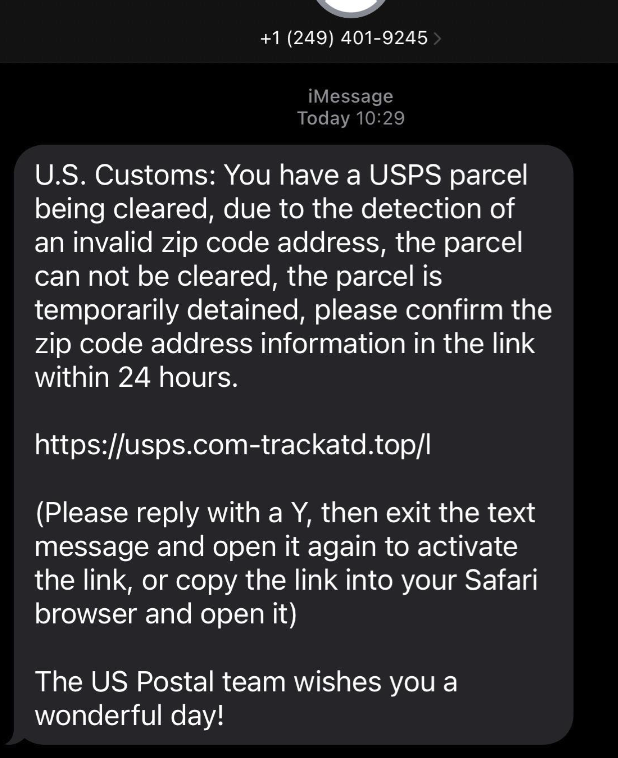 +1 (249) 401-9245 >
iMessage
Today 10:29
U.S. Customs: You have a USPS parcel
being cleared, due to the detection of
an invalid zip code address, the parcel
can not be cleared, the parcel is
temporarily detained, please confirm the
zip code address information in the link
within 24 hours.
https://usps.com-trackatd.top/l
(Please reply with a Y, then exit the text
message and open it again to activate
the link, or copy the link into your Safari
browser and open it)
The US Postal team wishes you a
wonderful day!